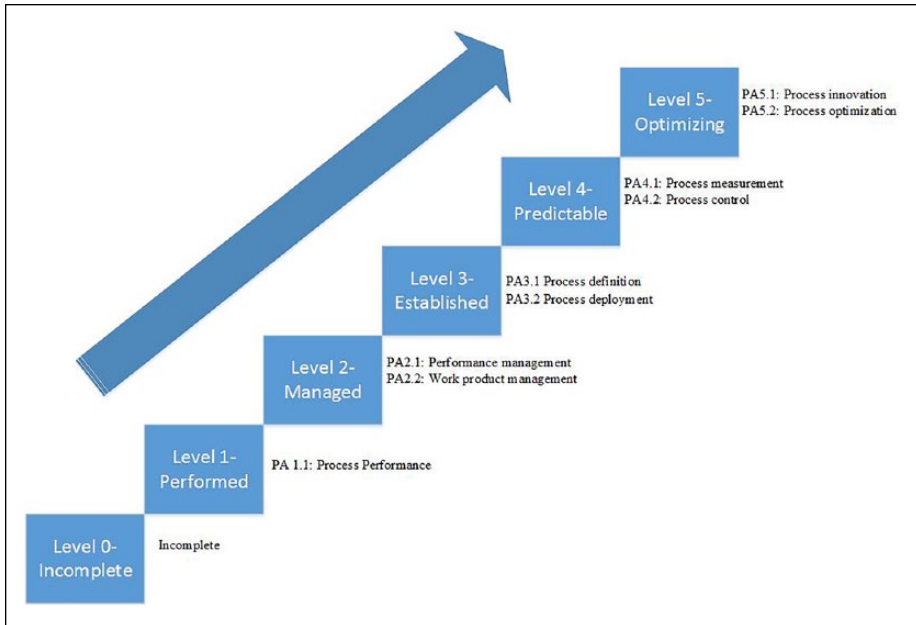 Level 5-
Optimizing
PA5.1: Process innovation
PA5.2: Process optimization
Level 4-
Predictable
PA4.1: Process measurement
PA4.2: Process control
Level 3-
Established
PA3.1 Process definition
PA3.2 Process deployment
Level 2-
Managed
PA2.1: Performance management
PA2.2: Work product management
Level 1-
Performed
PA 1.1: Process Performance
Level 0-
Incomplete
Incomplete